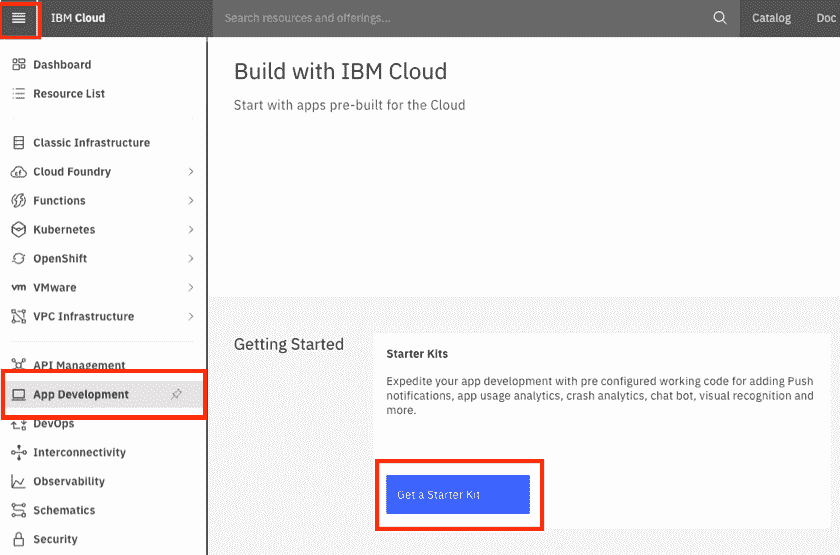 IBM Cloud
Search resources and offerings...
Catalog
Doc
Dashboard
Resource List
Classic Infrastructure
Cloud Foundry
Functions
Kubernetes
OpenShift
vm VMware
VPC Infrastructure
API Management
App Development
DevOps
Interconnectivity
Observability
Schematics
Security
Build with IBM Cloud
Start with apps pre-built for the Cloud
Getting Started
Starter Kits
Expedite your app development with pre configured working code for adding Push
notifications, app usage analytics, crash analytics, chat bot, visual recognition and
more.
Get a Starter Kit